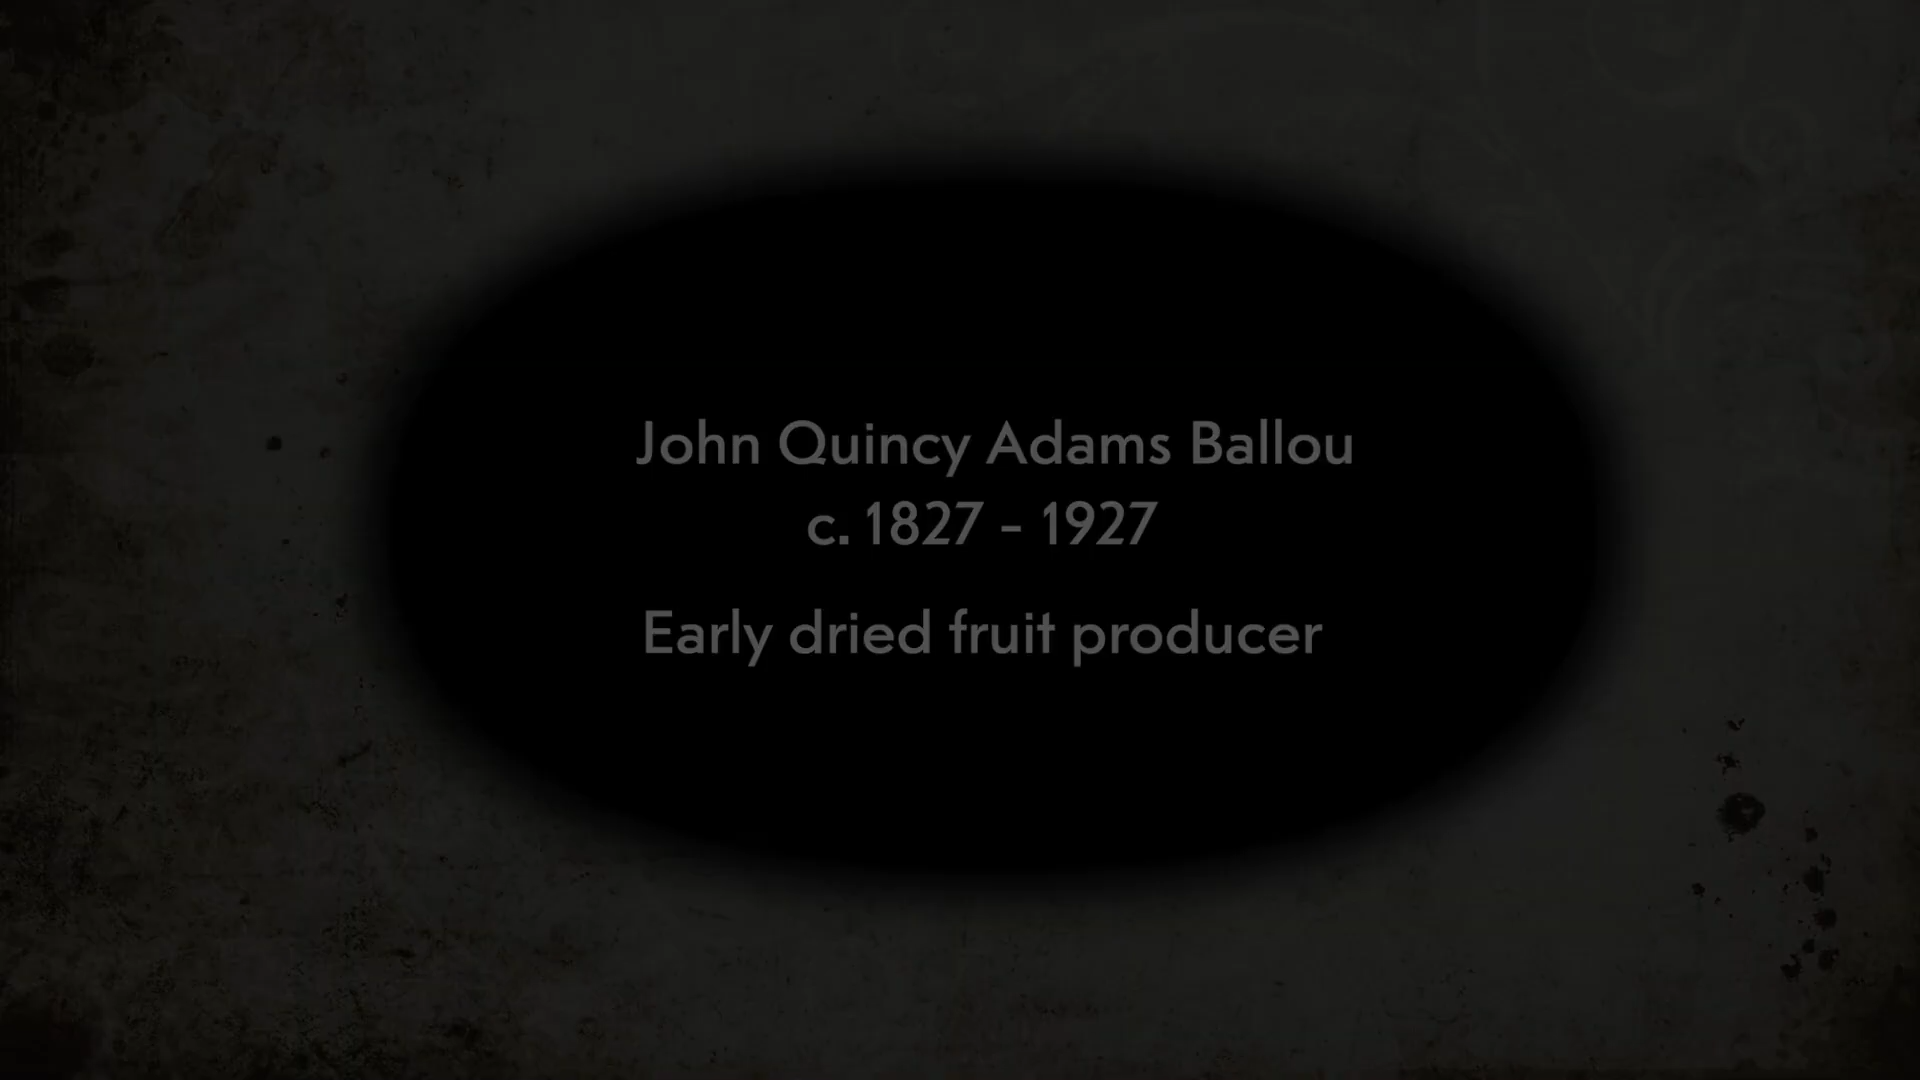 John Quincy Adams Ballou
c. 1827 - 1927
Early dried fruit producer